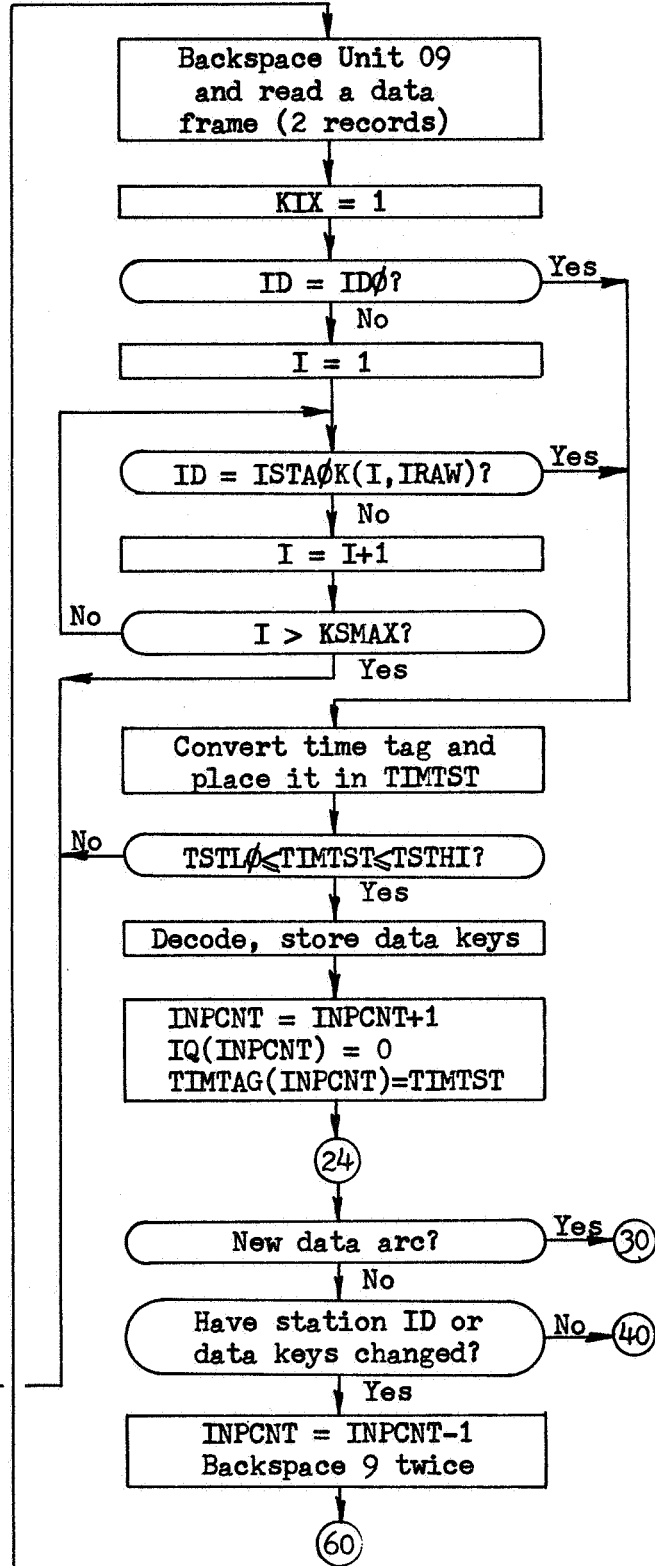 Backspace Unit 09
and read a data
frame (2 records)
KIX = 1
ID = IDØ?
Yes
No
I = 1
ID = ISTAØK(I,IRAW)?
Yes
No
I = I+1
No
I > KSMAX?
Yes
Convert time tag and
place it in TIMTST
No
TSTLØ⩽TIMTST⩽TSTHI?
Yes
Decode, store data keys
INPCNT = INPCNT+1
IQ(INPCNT) = 0
TIMTAG(INPCNT)=TIMTST
24
New data arc?
Yes
30
No
Have station ID or
data keys changed?
No
40
Yes
INPCNT = INPCNT-1
Backspace 9 twice
60